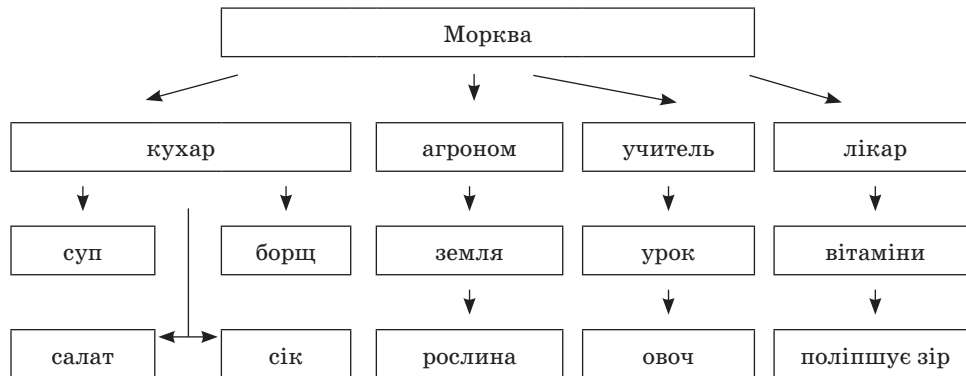 Морква
кухар
агроном
учитель
лікар
суп
борщ
земля
урок
вітаміни
салат
сік
рослина
овоч
поліпшує зір